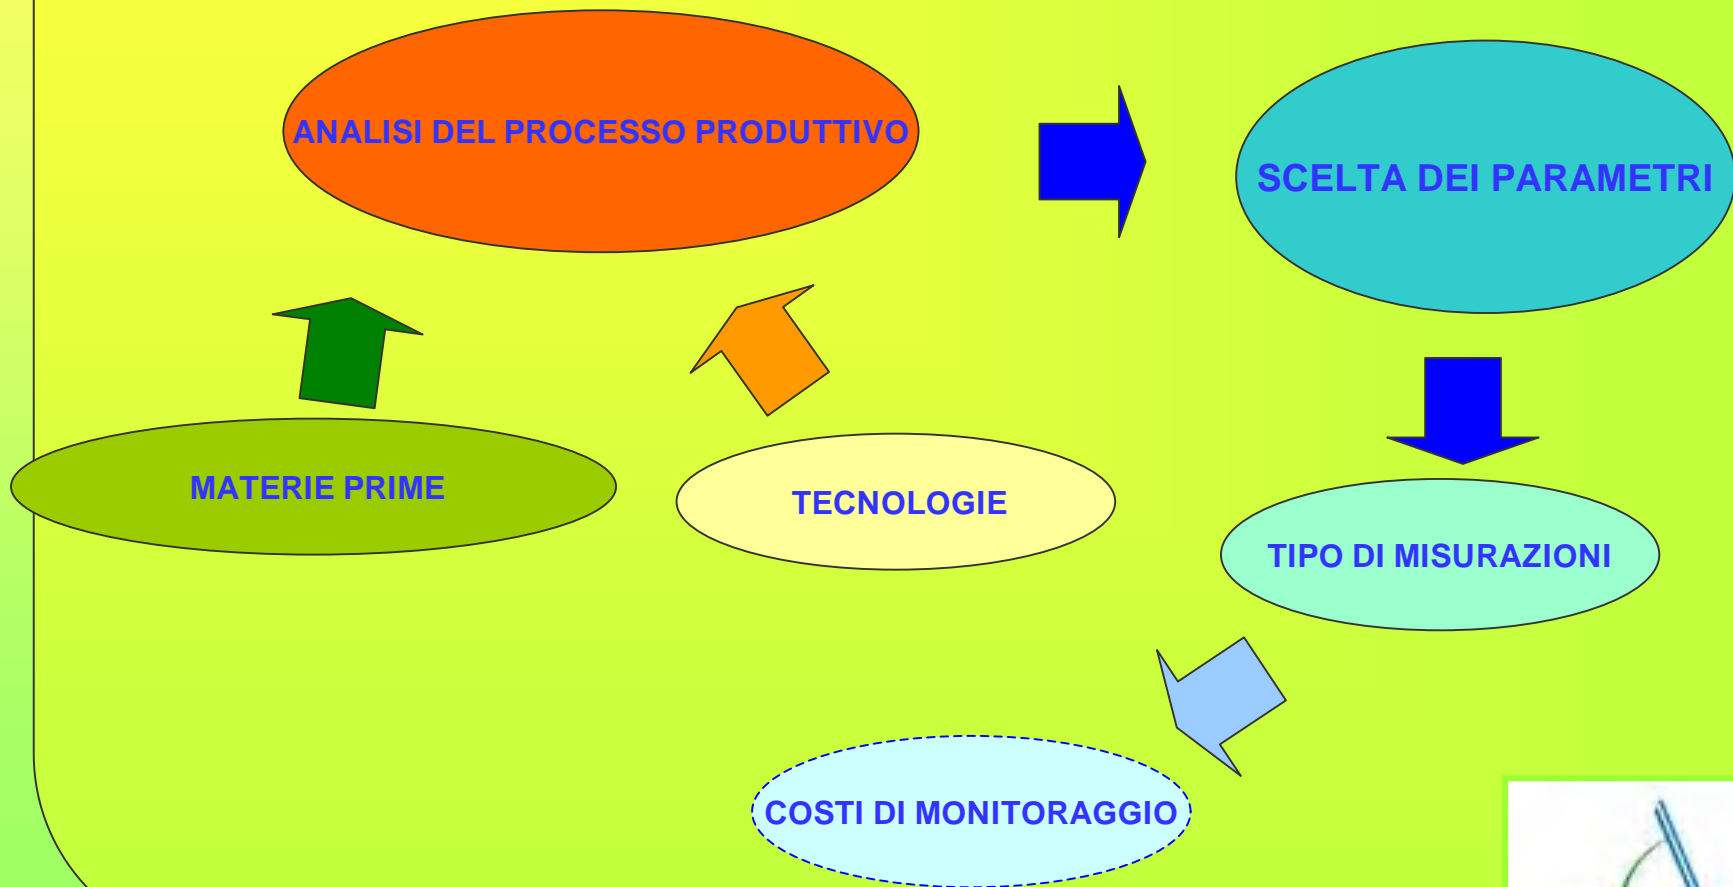 ANALISI DEL PROCESSO PRODUTTIVO
SCELTA DEI PARAMETRI
MATERIE PRIME
TECNOLOGIE
TIPO DI MISURAZIONI
COSTI DI MONITORAGGIO